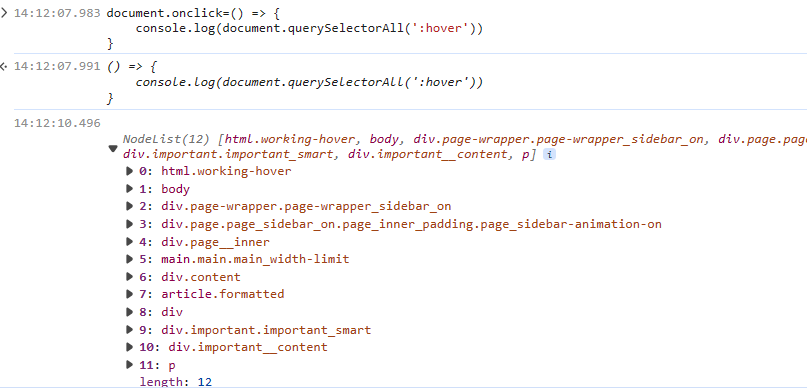 14:12:07.983 document.onclick=() => {
console.log(document.querySelectorAll(':hover'))
}
14:12:07.991 () => {
console.log(document.querySelectorAll(':hover'))
}
14:12:10.496
NodeList(12) [html.working-hover, body, div.page-wrapper.page-wrapper_sidebar_on, div.page.page
div.important.important_smart, div.important__content, p] i
0: html.working-hover
1: body
2: div.page-wrapper.page-wrapper_sidebar_on
3: div.page.page_sidebar_on.page_inner_padding.page_sidebar-animation-on
4: div.page__inner
5: main.main.main_width-limit
6: div.content
7: article.formatted
8: div
9: div.important.important_smart
10: div.important__content
11: p
length: 12